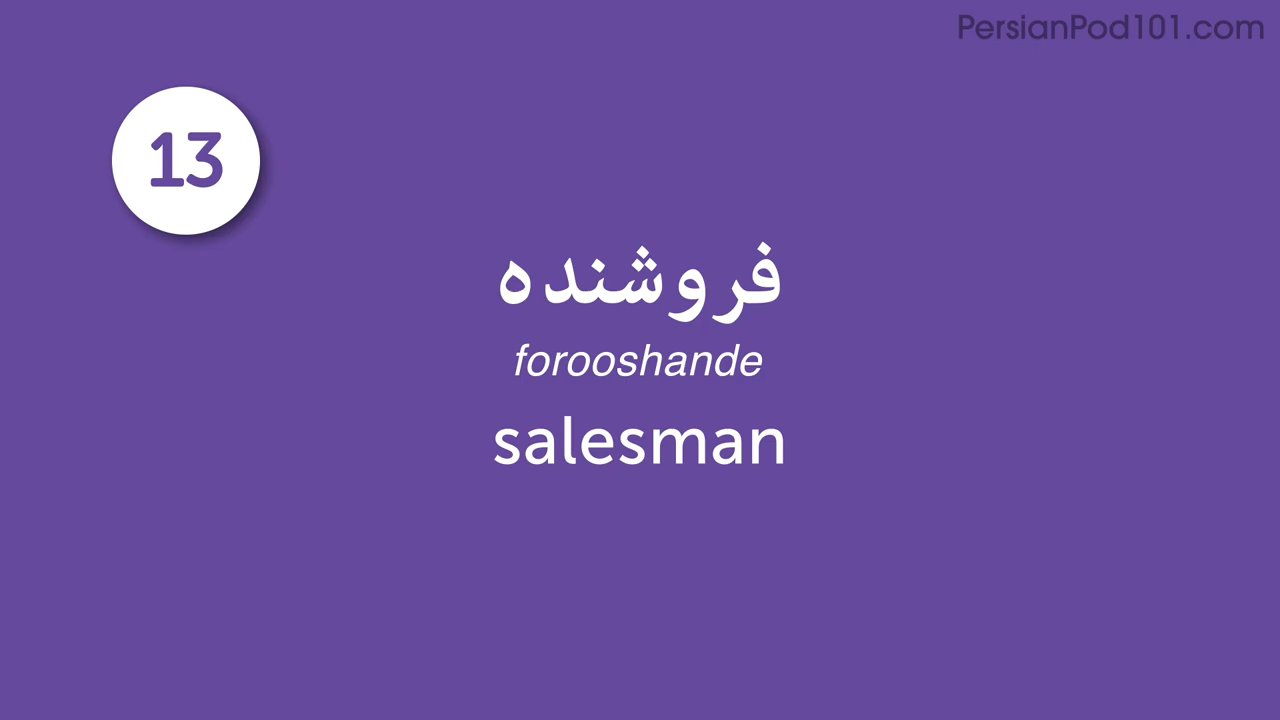 PersianPod101.com
13
فروشنده
forooshande
salesman